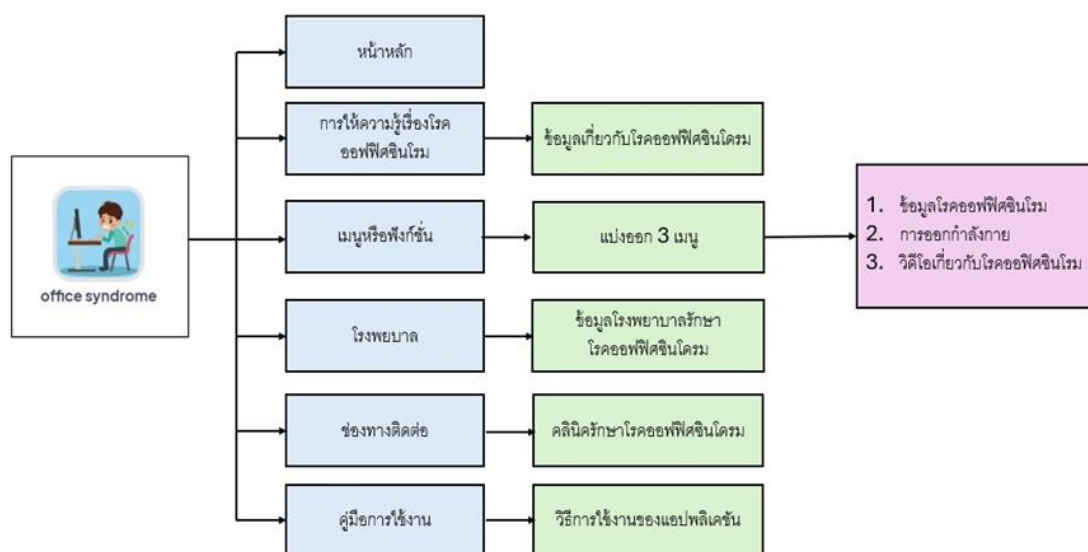 หน้าหลัก
การให้ความรู้เรื่องโรค
ออฟฟิศซินโรม
ข้อมูลเกี่ยวกับโรคออฟฟิศซินโดรม
office syndrome
เมนูหรือฟังก์ชั่น
แบ่งออก 3 เมนู
1. ข้อมูลโรคออฟฟิศซินโรม
2. การออกกำลังกาย
3. วิดีโอเกี่ยวกับโรคออฟิศซินโรม
โรงพยบาล
ข้อมูลโรงพยาบาลรักษา
โรคออฟฟิศซินโดรม
ช่องทางติดต่อ
คลินิครักษาโรคออฟฟิศซินโดรม
คู่มือการใช้งาน
วิธีการใช้งานของแอปพลิเคชัน